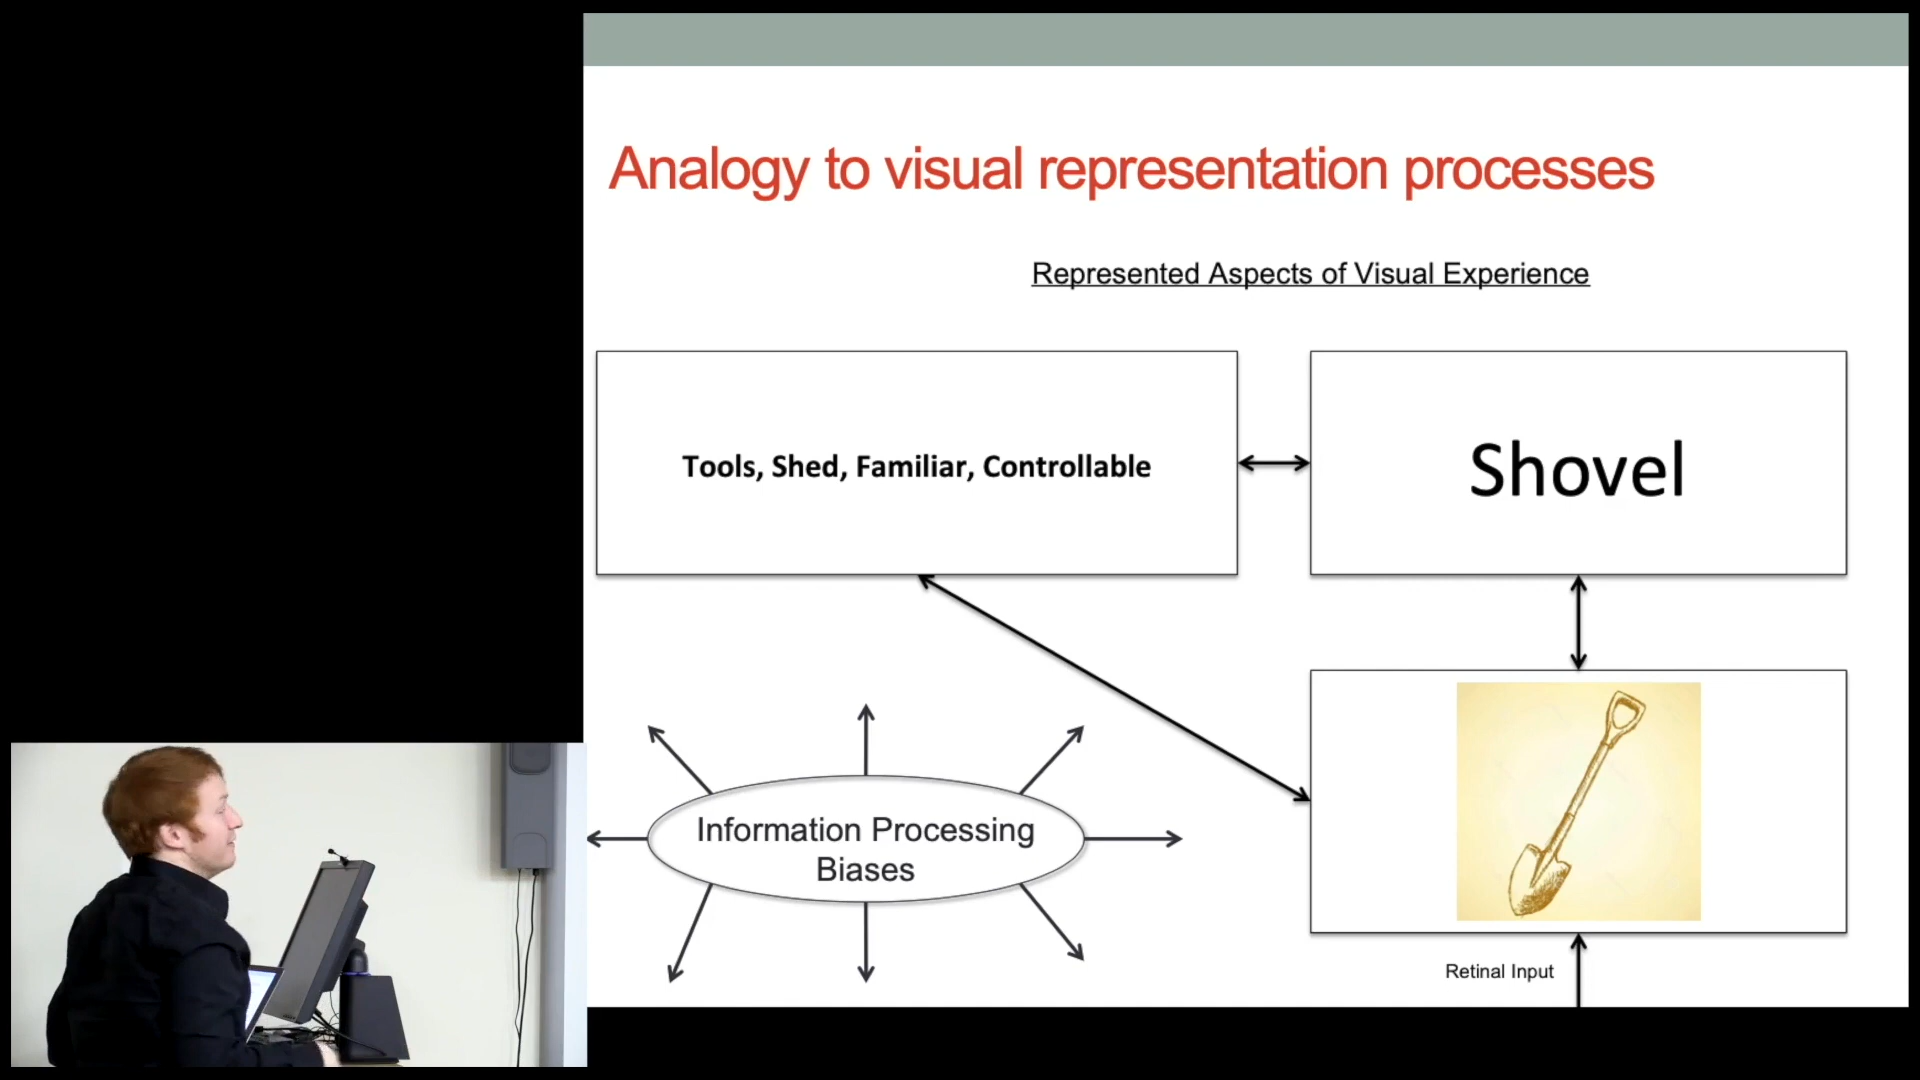 Analogy to visual representation processes
Represented Aspects of Visual Experience
Tools, Shed, Familiar, Controllable
Shovel
Information Processing
Biases
Retinal Input